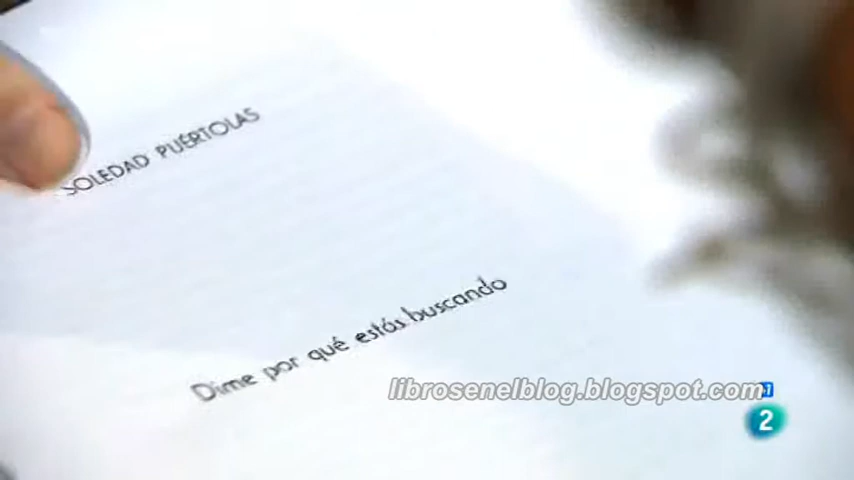 SOLEDAD PUÉRTOLAS
Dime por qué estás buscando
librosenelblog.blogspot.com
2